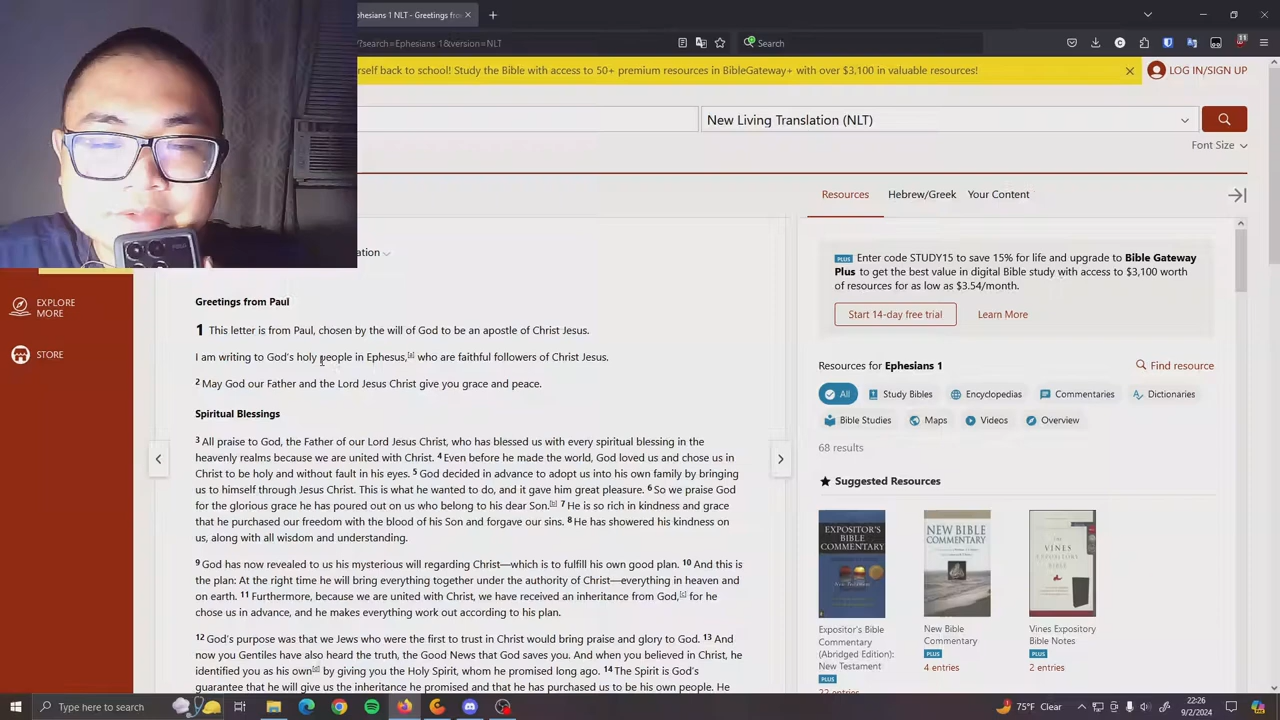 phesians 1 NLT - Greetings fro
?search=Ephesians 1&version=NLT
Search
rself back to school! Study the Bible with access to 50+ premium resources in BibleGateway+ with over $3,100 in valuable resources!
LOG IN/SIGN UP
New Living Translation (NLT)
Font Size
Resources
Hebrew/Greek
Your Content
ation
EXPLORE
MORE
STORE
Greetings from Paul
1 This letter is from Paul, chosen by the will of God to be an apostle of Christ Jesus.
I am writing to God's holy people in Ephesus,[a] who are faithful followers of Christ Jesus.
2 May God our Father and the Lord Jesus Christ give you grace and peace.
Spiritual Blessings
3 All praise to God, the Father of our Lord Jesus Christ, who has blessed us with every spiritual blessing in the
heavenly realms because we are united with Christ. 4 Even before he made the world, God loved us and chose us in
Christ to be holy and without fault in his eyes. 5 God decided in advance to adopt us into his own family by bringing
us to himself through Jesus Christ. This is what he wanted to do, and it gave him great pleasure. 6 So we praise God
for the glorious grace he has poured out on us who belong to his dear Son.[b] 7 He is so rich in kindness and grace
that he purchased our freedom with the blood of his Son and forgave our sins. 8 He has showered his kindness on
us, along with all wisdom and understanding.
9 God has now revealed to us his mysterious will regarding Christ—which is to fulfill his own good plan. 10 And this is
the plan: At the right time he will bring everything together under the authority of Christ—everything in heaven and
on earth. 11 Furthermore, because we are united with Christ, we have received an inheritance from God,[c] for he
chose us in advance, and he makes everything work out according to his plan.
12 God's purpose was that we Jews who were the first to trust in Christ would bring praise and glory to God. 13 And
now you Gentiles have also heard the truth, the Good News that God saves you. And when you believed in Christ, he
identified you as his own[d] by giving you the Holy Spirit, whom he promised long ago. 14 The Spirit is God's
guarantee that he will give us the inheritance he promised and that he has purchased us to be his own people. He
PLUS Enter code STUDY15 to save 15% for life and upgrade to Bible Gateway
Plus to get the best value in digital Bible study with access to $3,100 worth
of resources for as low as $3.54/month.
Start 14-day free trial
Learn More
Resources for Ephesians 1
Find resource
All
Study Bibles
Encyclopedias
Commentaries
Dictionaries
Bible Studies
Maps
Videos
Overview
68 results
Suggested Resources
EXPOSITOR'S
BIBLE
COMMENTARY
NEW BIBLE
COMMENTARY
VINES
Expositor's Bible
Commentary
(Abridged Edition):
New Testament
PLUS
22 entries
New Bible
Commentary
PLUS
4 entries
Vines Expository
Bible Notes
PLUS
2 entries
Type here to search
75°F Clear
22:26
9/2/2024